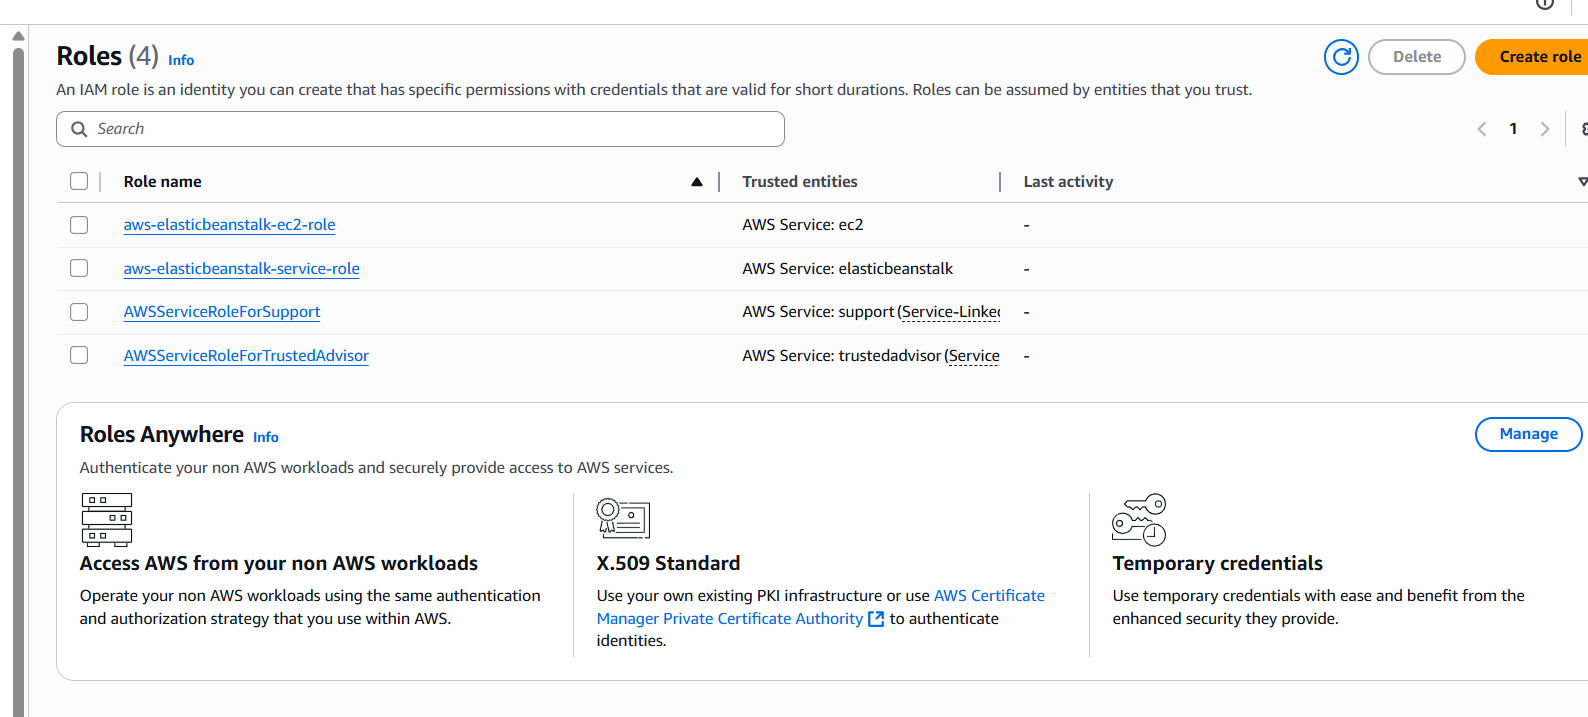 Roles (4) Info
Delete
Create role
An IAM role is an identity you can create that has specific permissions with credentials that are valid for short durations. Roles can be assumed by entities that you trust.
Search
1
Role name
Trusted entities
Last activity
aws-elasticbeanstalk-ec2-role
AWS Service: ec2
-
aws-elasticbeanstalk-service-role
AWS Service: elasticbeanstalk
-
AWSServiceRoleForSupport
AWS Service: support (Service-Linked
-
AWSServiceRoleForTrustedAdvisor
AWS Service: trustedadvisor (Service
-
Roles Anywhere Info
Manage
Authenticate your non AWS workloads and securely provide access to AWS services.
Access AWS from your non AWS workloads
Operate your non AWS workloads using the same authentication
and authorization strategy that you use within AWS.
X.509 Standard
Use your own existing PKI infrastructure or use AWS Certificate
Manager Private Certificate Authority to authenticate
identities.
Temporary credentials
Use temporary credentials with ease and benefit from the
enhanced security they provide.